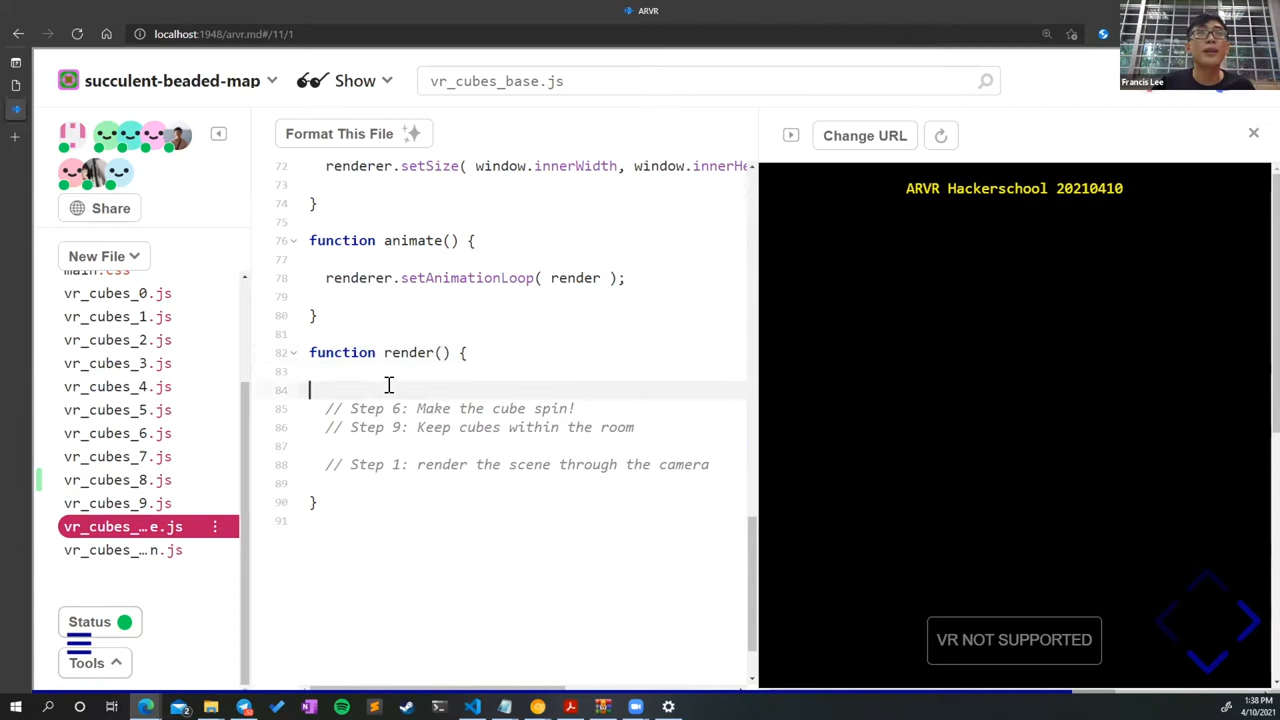 ARVR
localhost:1948/arvr.md#/11/1
Francis Lee
succulent-beaded-map
Show
vr_cubes_base.js
Share
New File
main.css
vr_cubes_0.js
vr_cubes_1.js
vr_cubes_2.js
vr_cubes_3.js
vr_cubes_4.js
vr_cubes_5.js
vr_cubes_6.js
vr_cubes_7.js
vr_cubes_8.js
vr_cubes_9.js
vr_cubes_…e.js
vr_cubes_…n.js
Status
Tools
Format This File
72 renderer.setSize( window.innerWidth, window.innerHe
73
74 }
75
76 function animate() {
77
78 renderer.setAnimationLoop( render );
79
80 }
81
82 function render() {
83
84
85 // Step 6: Make the cube spin!
86 // Step 9: Keep cubes within the room
87
88 // Step 1: render the scene through the camera
89
90 }
91
Change URL
ARVR Hackerschool 20210410
VR NOT SUPPORTED
1:38 PM
4/10/2021